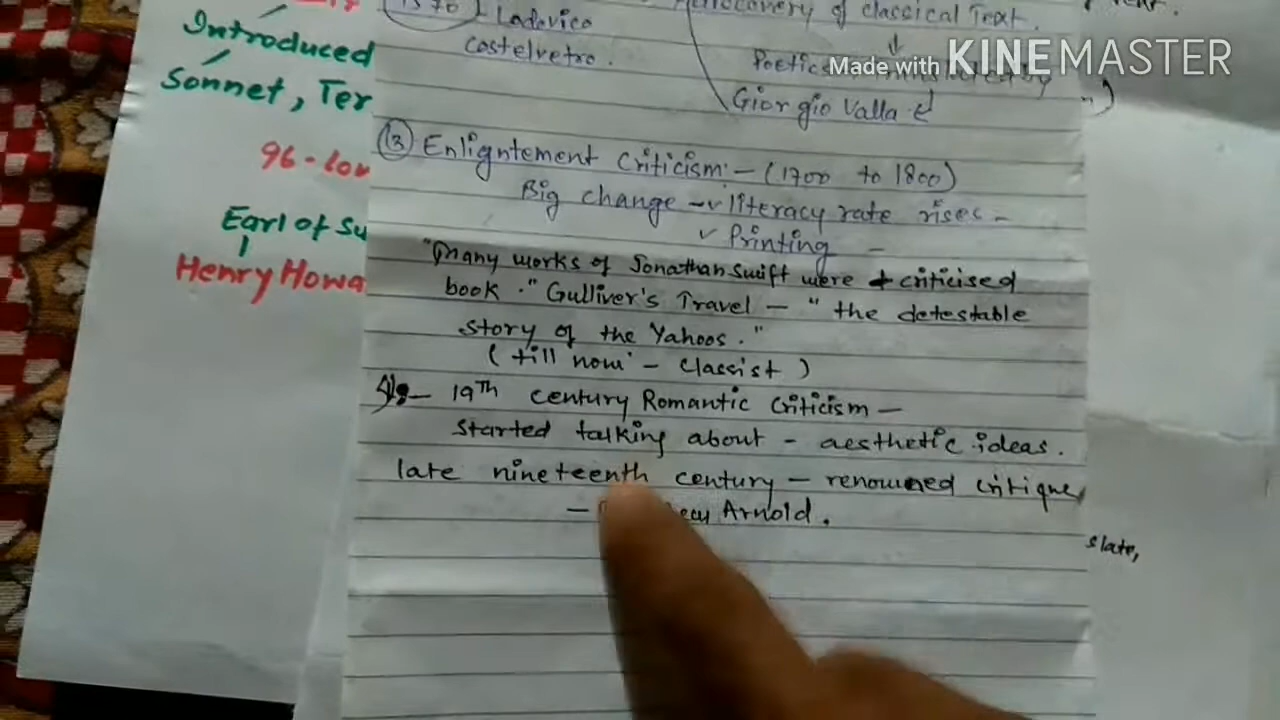 Introduced
Sonnet, Ter
96-
Earl of Su
Henry Howa
1570 - Lodovico
castelvetro.
of classical Text.
Poetics
Giorgio Valla
Made with KINEMASTER
(3) Enligntement Criticism - (1700 to 1800)
Big change - literacy rate rises -
Printing -
"Many works of Jonathan Swift were criticised
book." Gulliver's Travel - "the detestable
story of the Yahoos."
(till now - classist)
4):- 19th century Romantic Criticism -
Started talking about - aesthetic ideas.
late nineteenth century - renowned critique
- Arnold.
slate,